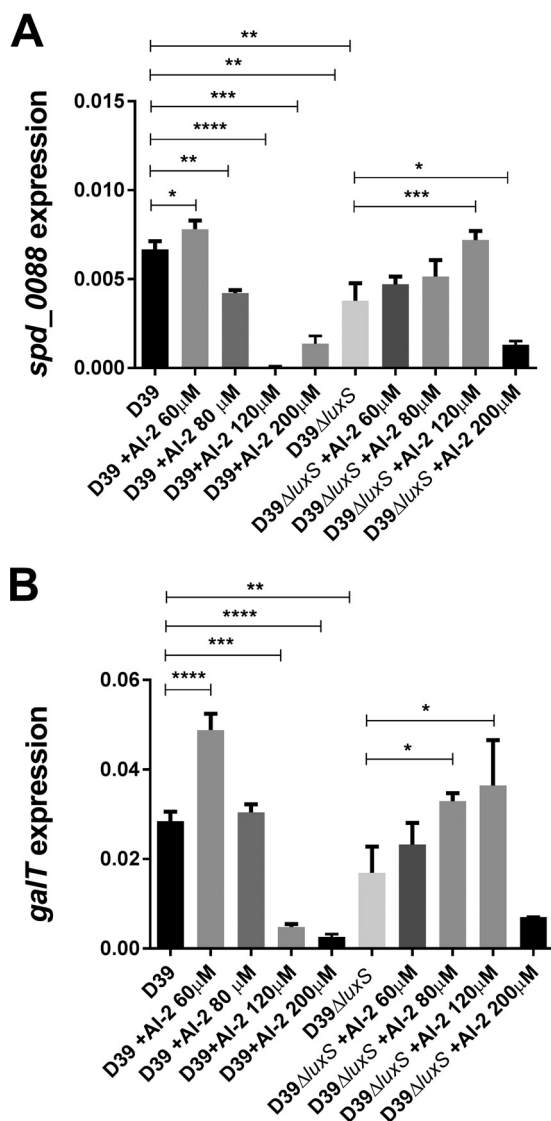 A
**
**
***
****
**
*
*
***
0.015
0.010
0.005
0.000
spd_0088 expression
D39
D39 +AI-2 60μM
D39 +AI-2 80 μM
D39+AI-2 120μM
D39+AI-2 200μM
D39ΔluxS
D39ΔluxS +AI-2 60μM
D39ΔluxS +AI-2 80μM
D39ΔluxS +AI-2 120μM
D39ΔluxS +AI-2 200μM
B
**
****
***
****
*
*
0.06
0.04
0.02
0.00
galT expression
D39
D39 +AI-2 60μM
D39 +AI-2 80 μM
D39+AI-2 120μM
D39+AI-2 200μM
D39ΔluxS
D39ΔluxS +AI-2 60μM
D39ΔluxS +AI-2 80μM
D39ΔluxS +AI-2 120μM
D39ΔluxS +AI-2 200μM